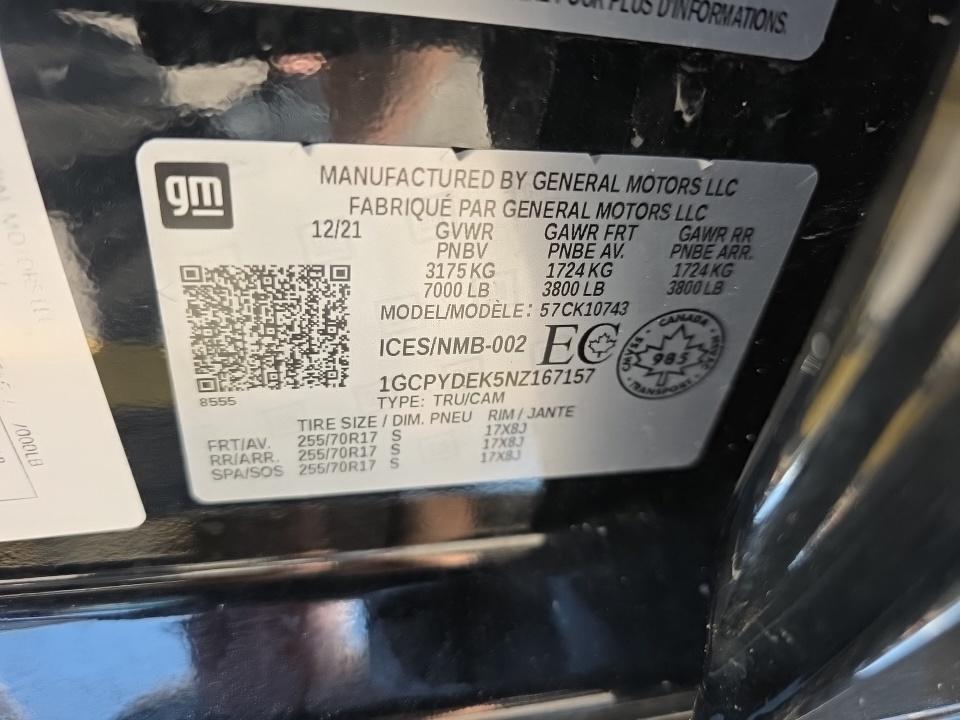 POUR PLUS D'INFORMATIONS.
gm
MANUFACTURED BY GENERAL MOTORS LLC
FABRIQUÉ PAR GENERAL MOTORS LLC
12/21 GVWR GAWR FRT GAWR RR
PNBV PNBE AV. PNBE ARR.
3175 KG 1724 KG 1724 KG
7000 LB 3800 LB 3800 LB
MODEL/MODÈLE: 57CK10743
ICES/NMB-002 EC
CANADA
985
TRANSPORT
1GCPYDEK5NZ167157
8555
TYPE: TRU/CAM
TIRE SIZE / DIM. PNEU RIM / JANTE
FRT/AV. 255/70R17 S 17X8J
RR/ARR. 255/70R17 S 17X8J
SPA/SOS 255/70R17 S 17X8J